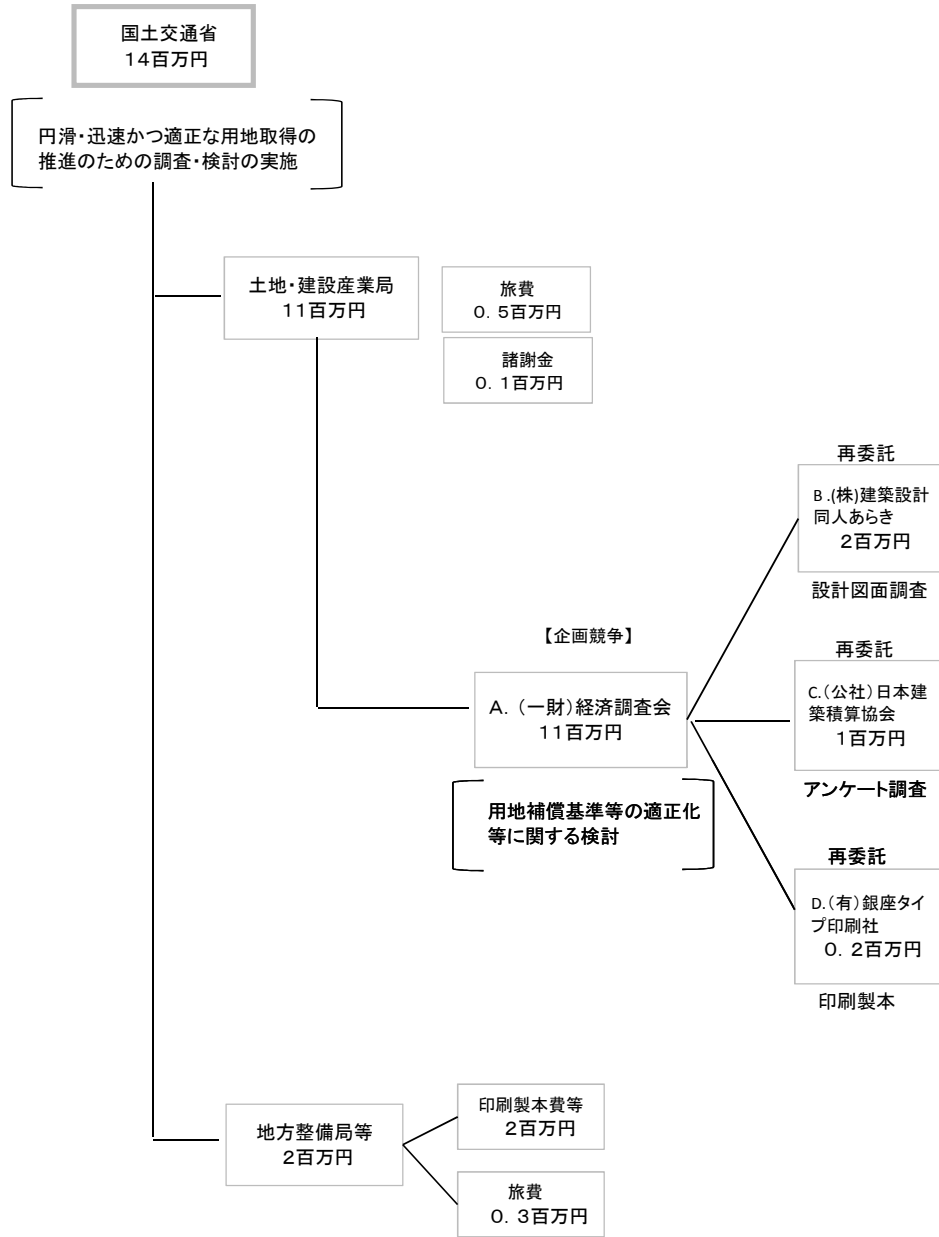 国土交通省
14百万円
円滑・迅速かつ適正な用地取得の
推進のための調査・検討の実施
土地・建設産業局
11百万円
旅費
0．5百万円
諸謝金
0．1百万円
再委託
B .(株)建築設計
同人あらき
2百万円
設計図面調査
【企画競争】
A．（一財）経済調査会
11百万円
用地補償基準等の適正化
等に関する検討
再委託
C.（公社）日本建
築積算協会
1百万円
アンケート調査
再委託
D.（有）銀座タイ
プ印刷社
0．2百万円
印刷製本
地方整備局等
2百万円
印刷製本費等
2百万円
旅費
0．3百万円